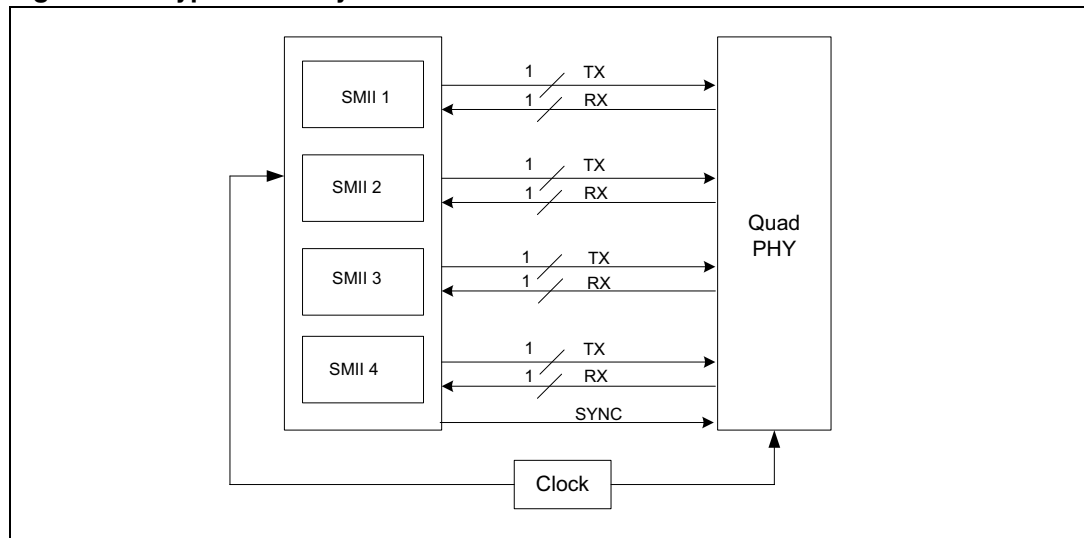 SMII 1
1 TX
1 RX
SMII 2
1 TX
1 RX
SMII 3
1 TX
1 RX
SMII 4
1 TX
1 RX
SYNC
Quad
PHY
Clock